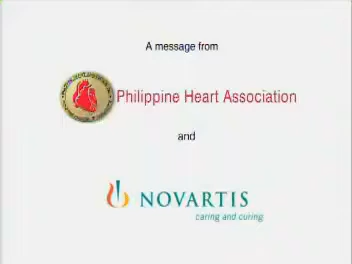 A message from
Philippine Heart Association
and
NOVARTIS
caring and curing